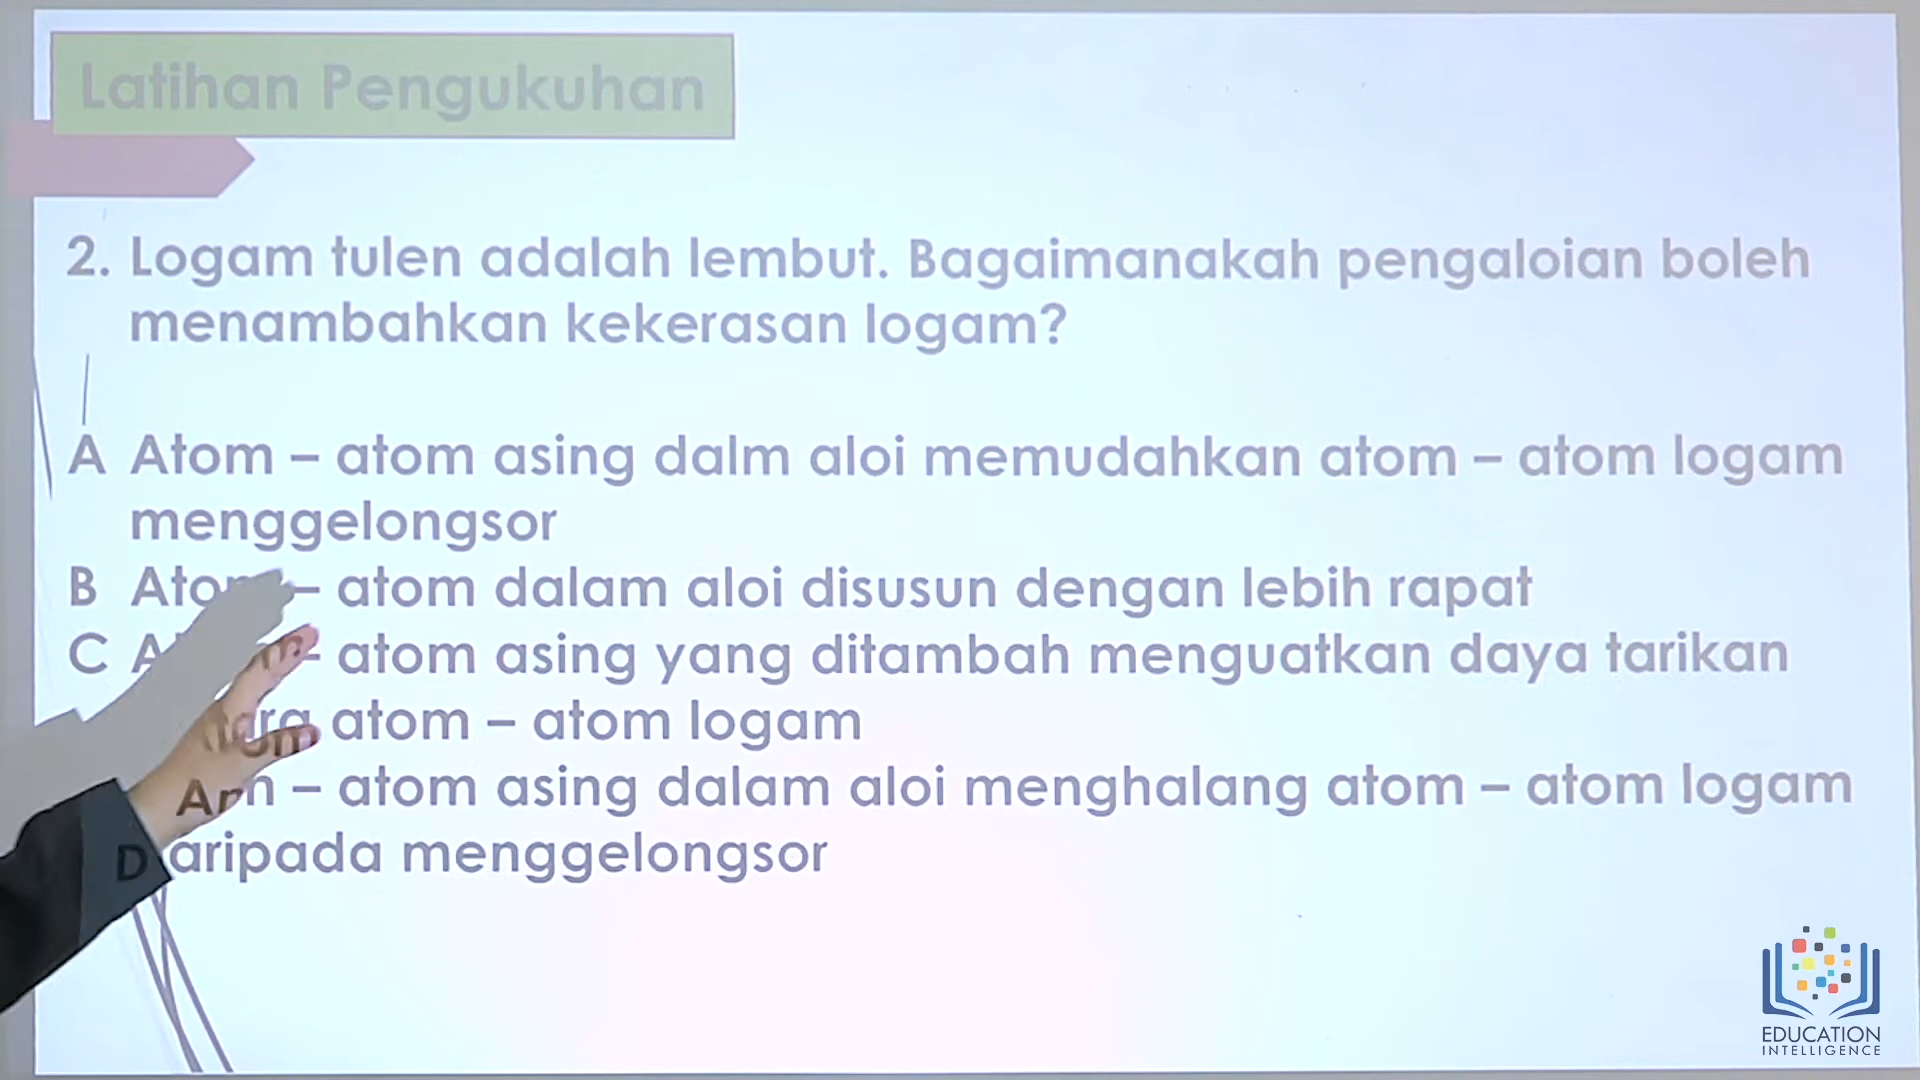 Latihan Pengukuhan
2. Logam tulen adalah lembut. Bagaimanakah pengaloian boleh
menambahkan kekerasan logam?
A Atom – atom asing dalm aloi memudahkan atom – atom logam
menggelongsor
B Atom – atom dalam aloi disusun dengan lebih rapat
C – atom asing yang ditambah menguatkan daya tarikan
atom – atom logam
D – atom asing dalam aloi menghalang atom – atom logam
daripada menggelongsor
EDUCATION
INTELLIGENCE